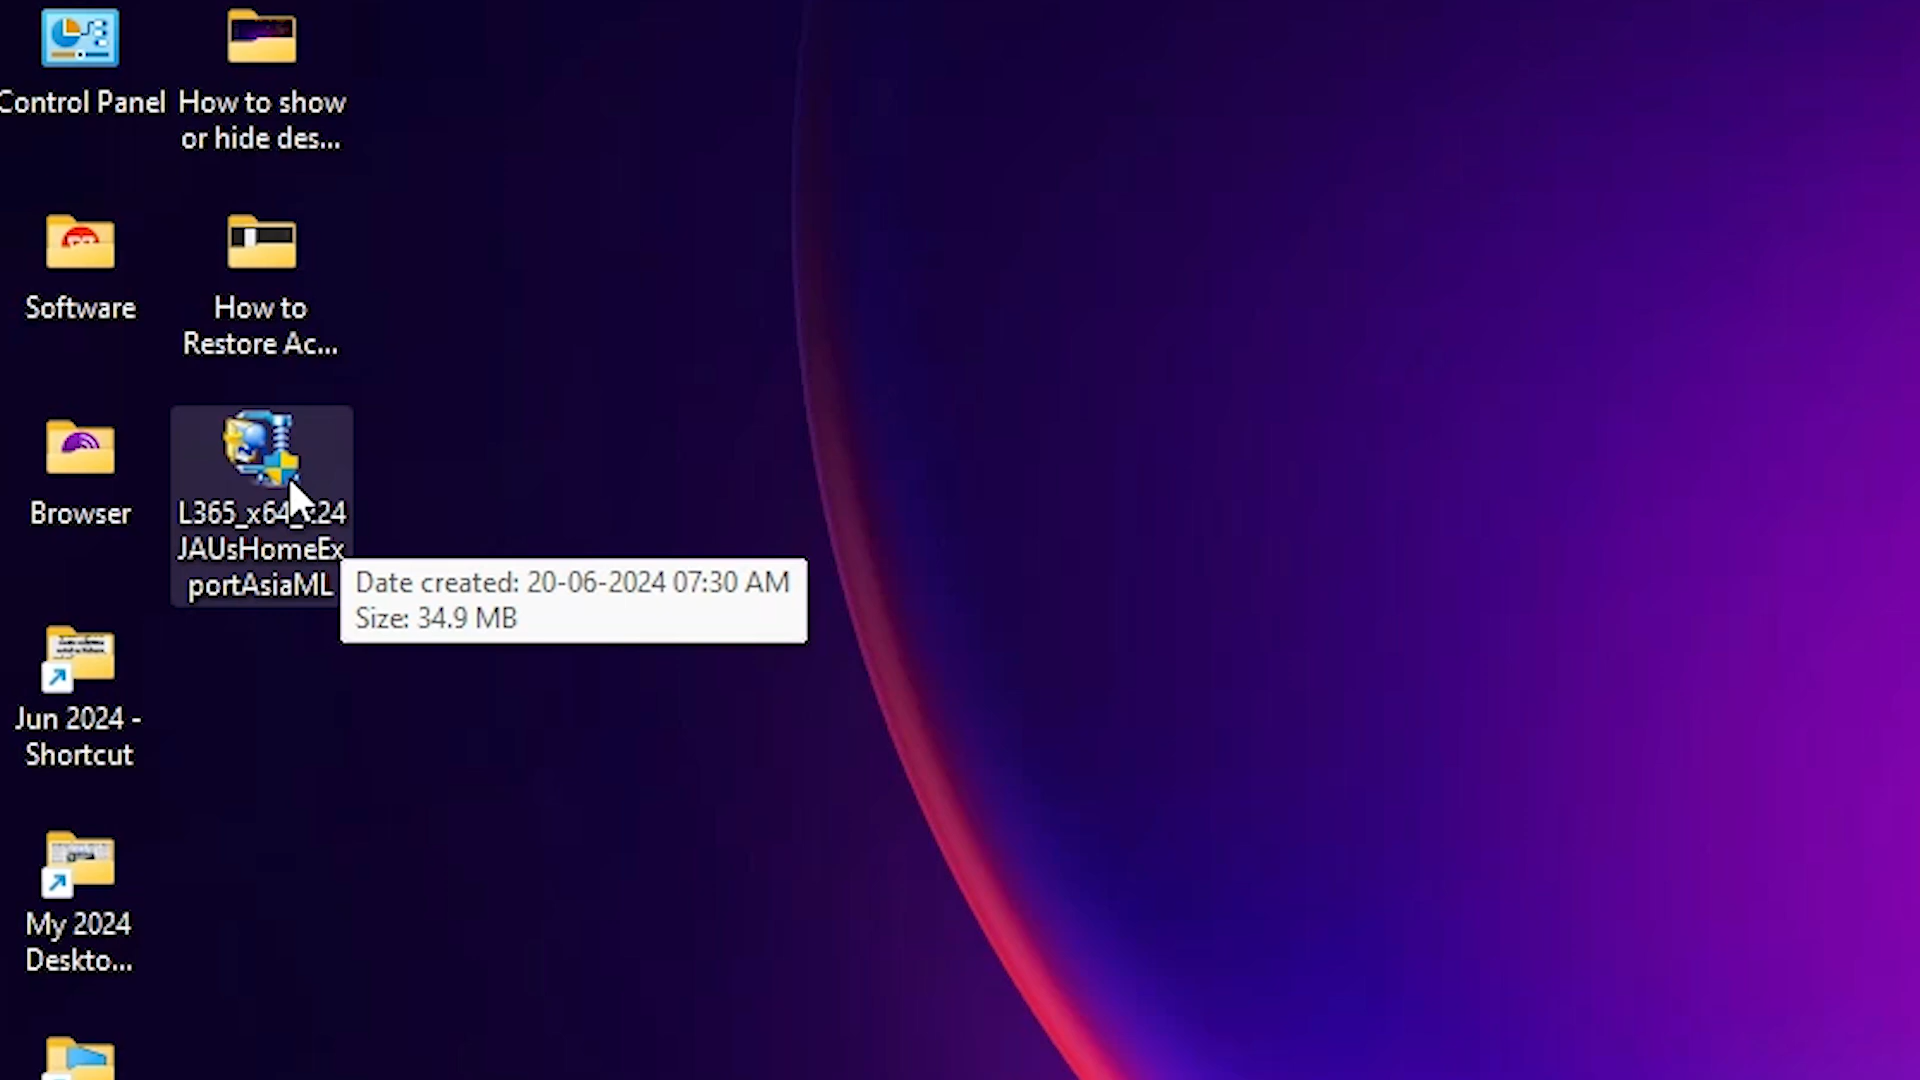 Control Panel
How to show
or hide des...
Software
How to
Restore Ac...
Browser
JAUsHomeEx
portAsiaML
Date created: 20-06-2024 07:30 AM
Size: 34.9 MB
Jun 2024 -
Shortcut
My 2024
Deskto...